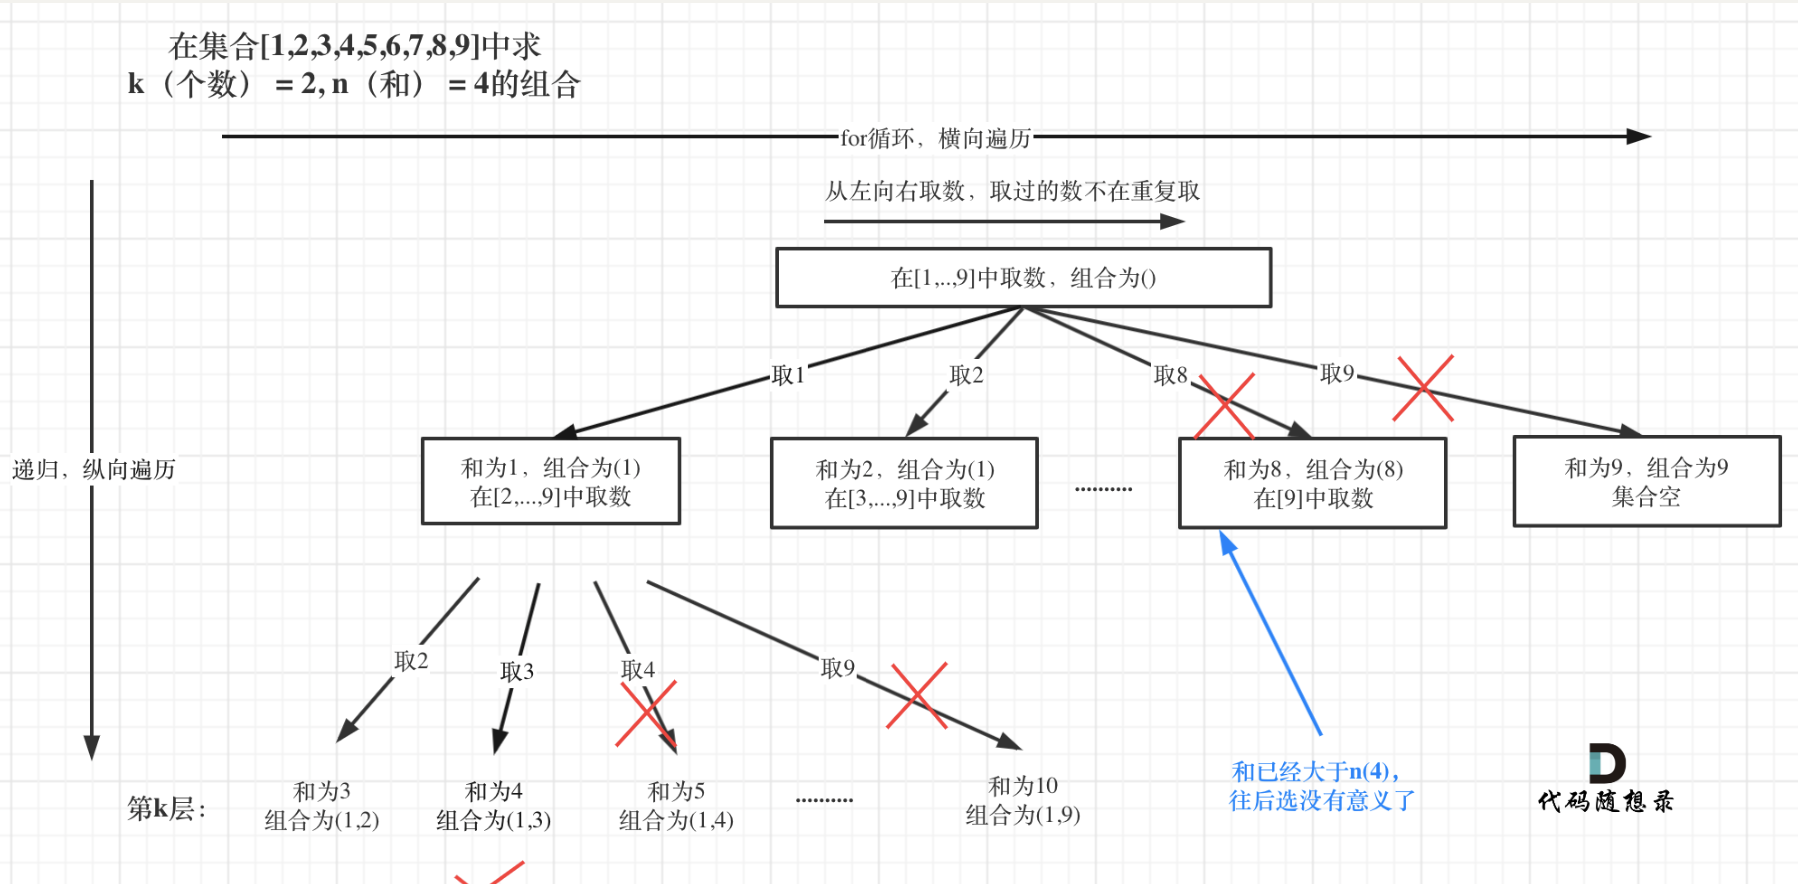 在集合[1,2,3,4,5,6,7,8,9]中求
k（个数）＝2, n（和）＝4的组合
for循环，横向遍历
从左向右取数，取过的数不在重复取
在[1,..,9]中取数，组合为()
取1
取2
取8
取9
递归，纵向遍历
和为1，组合为(1)
在[2,...,9]中取数
和为2，组合为(1)
在[3,...,9]中取数
..........
和为8，组合为(8)
在[9]中取数
和为9，组合为9
集合空
取2
取3
取4
取9
第k层：
和为3
组合为(1,2)
和为4
组合为(1,3)
和为5
组合为(1,4)
..........
和为10
组合为(1,9)
和已经大于n(4)，
往后选没有意义了
代码随想录